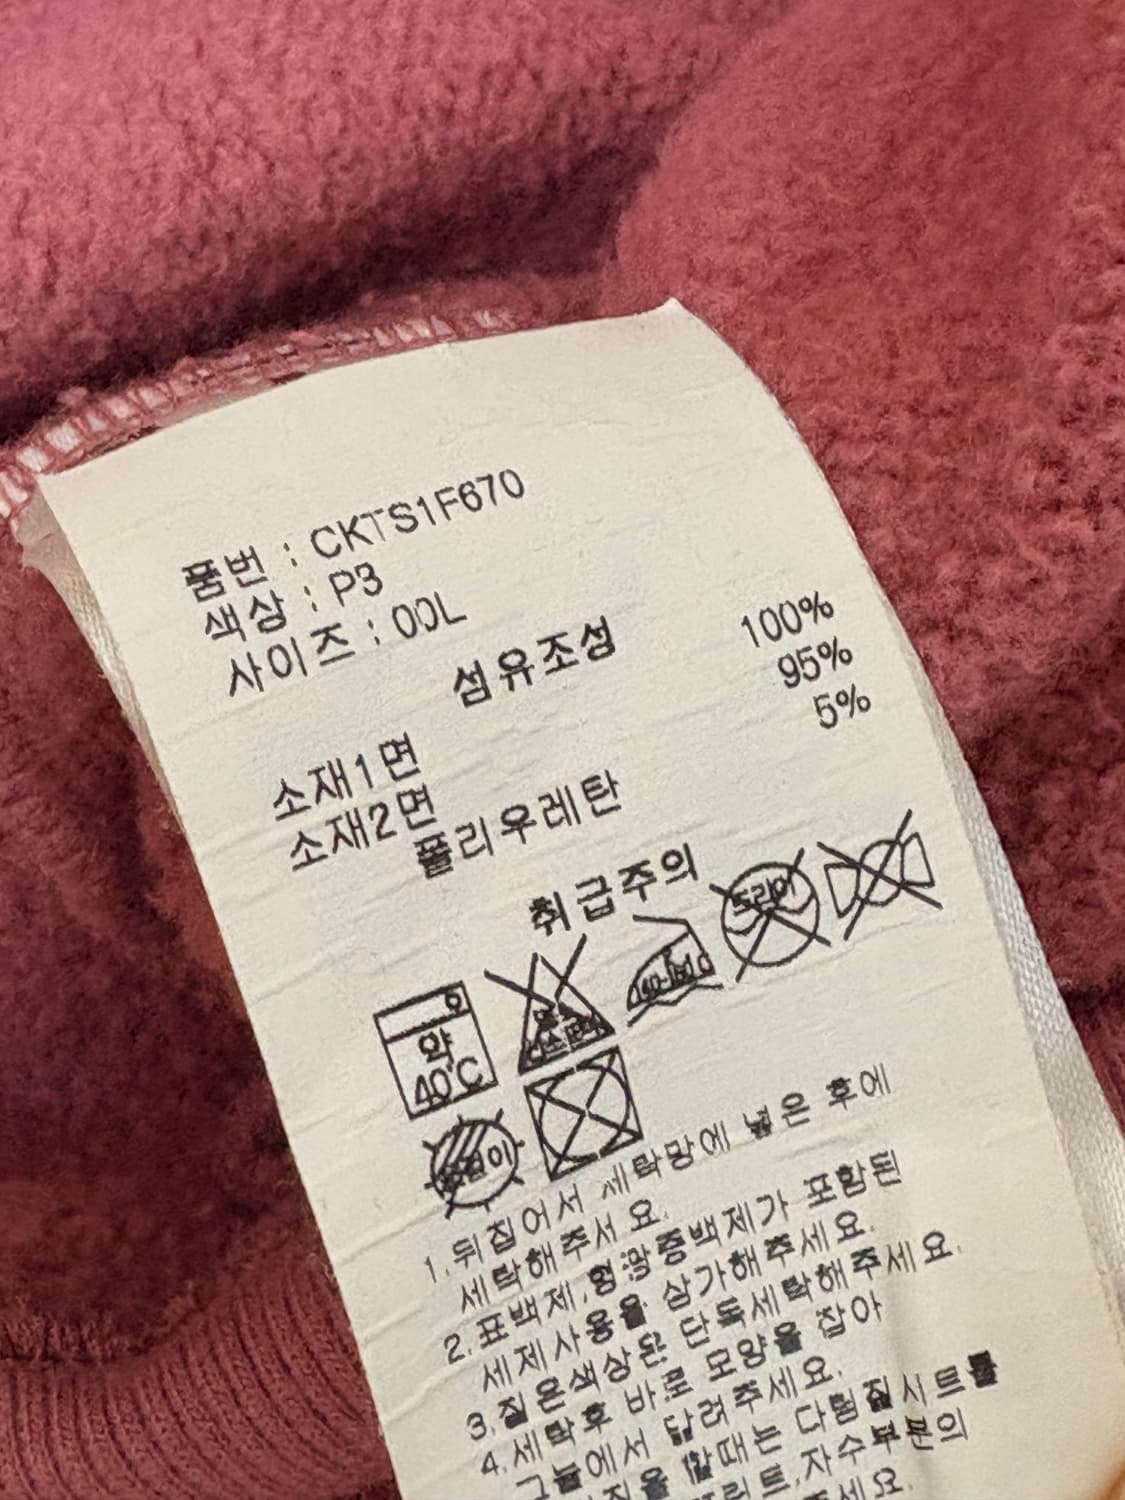 품번 : CKTS1F670
색상 : P3
사이즈 : 00L
섬유조성
소재1면 100%
소재2면 95%
폴리우레탄 5%
취급주의
약
40℃
드라이
1. 뒤집어서 세탁망에 넣은 후에
세탁해주세요.
2. 표백제, 형광증백제가 포함된
세제사용을 삼가해주세요.
3. 짙은색상은 단독세탁해주세요.
4. 세탁후 바로 모양을 잡아
그늘에서 말려주세요.
다림질시트를
자수부분의